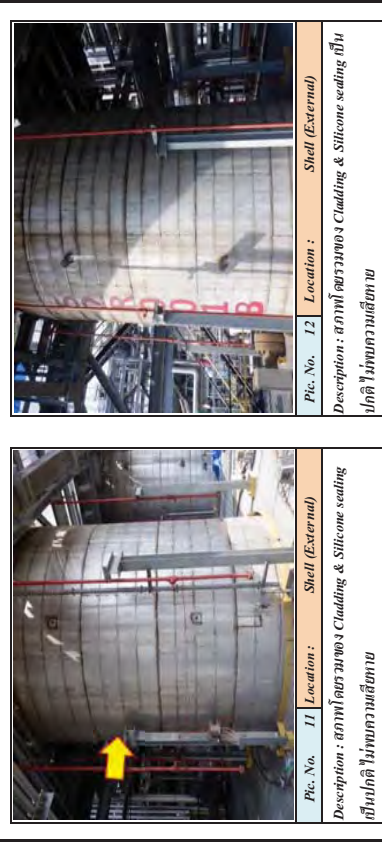 Pic. No. 11 Location : Shell (External)
Description : สภาพโดยรวมของ Cladding & Silicone sealing
เป็นปกติ ไม่พบความเสียหาย
Pic. No. 12 Location : Shell (External)
Description : สภาพโดยรวมของ Cladding & Silicone sealing เป็น
ปกติ ไม่พบความเสียหาย